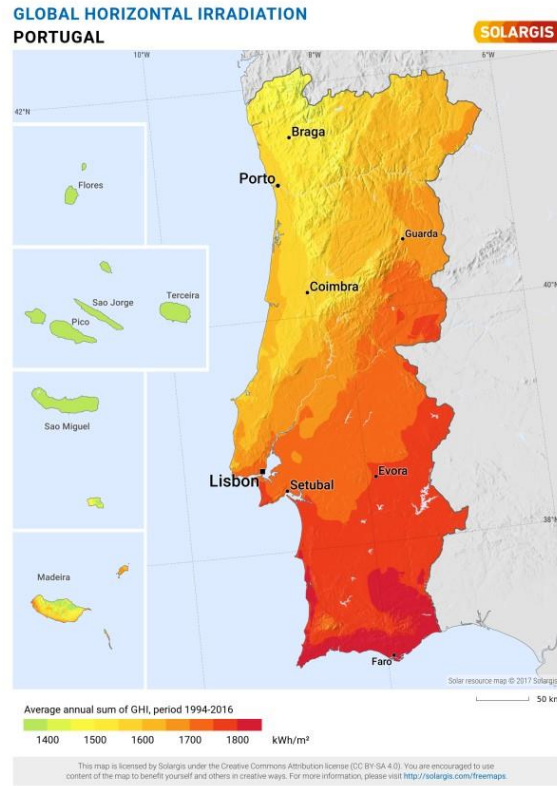 GLOBAL HORIZONTAL IRRADIATION
PORTUGAL
SOLARGIS
10°W
8°W
6°W
42°N
Braga
Flores
Porto
Guarda
Sao Jorge
Terceira
Pico
Coimbra
40°N
Sao Miguel
Lisbon
Setubal
Evora
38°N
Madeira
Faro
Solar resource map © 2017 Solargis
50 km
Average annual sum of GHI, period 1994-2016
1400 1500 1600 1700 1800 kWh/m²
This map is licensed by Solargis under the Creative Commons Attribution license (CC BY-SA 4.0). You are encouraged to use
content of the map to benefit yourself and others in creative ways. For more information, please visit http://solargis.com/freemaps.